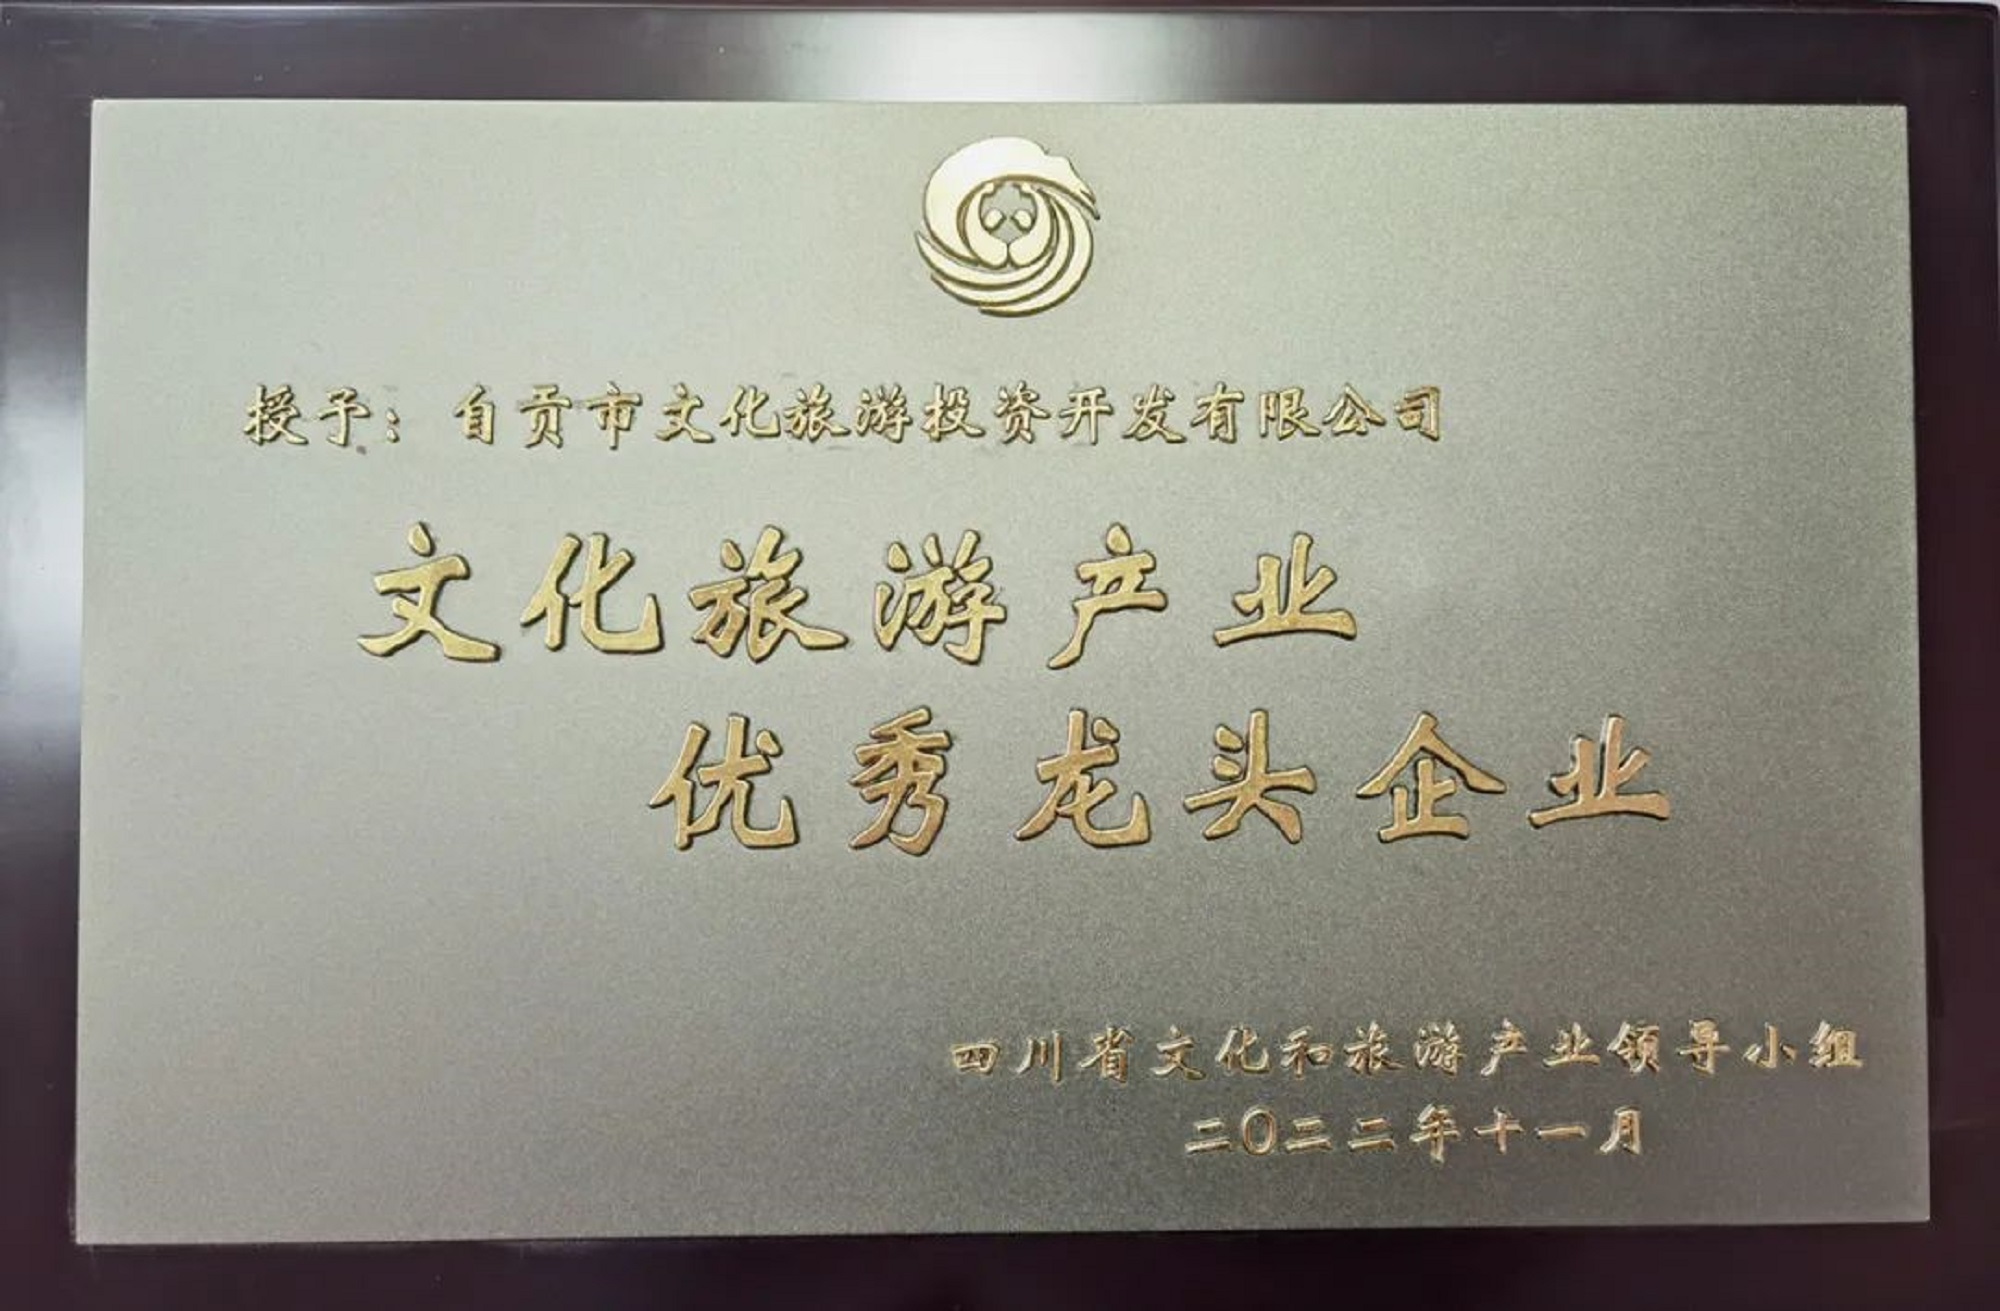 授予：自贡市文化旅游投资开发有限公司
文化旅游产业
优秀龙头企业
四川省文化和旅游产业领导小组
二〇二二年十一月